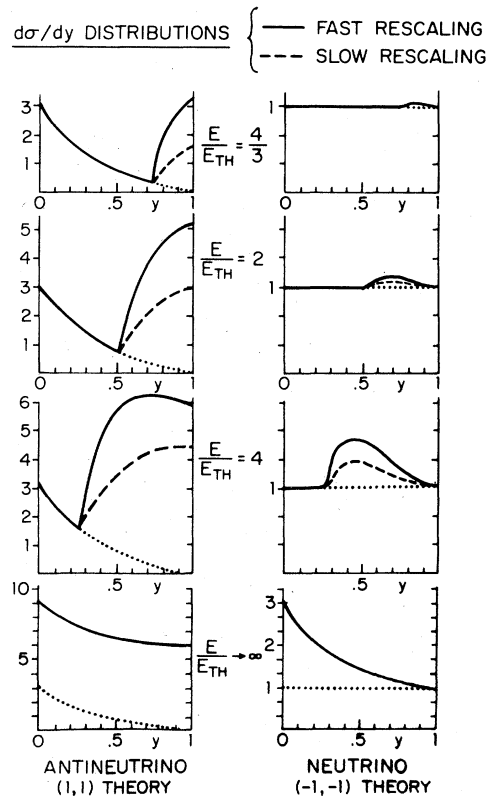 dσ/dy DISTRIBUTIONS
FAST RESCALING
SLOW RESCALING
3
2
1
0 .5 y 1
E/E_TH = 4/3
1
0 .5 y 1
5
4
3
2
1
0 .5 y 1
E/E_TH = 2
1
0 .5 y 1
6
5
4
3
2
1
0 .5 y 1
E/E_TH = 4
1
0 .5 y 1
10
5
0 .5 y 1
E/E_TH → ∞
3
2
1
0 .5 y 1
ANTINEUTRINO
(1,1) THEORY
NEUTRINO
(-1,-1) THEORY